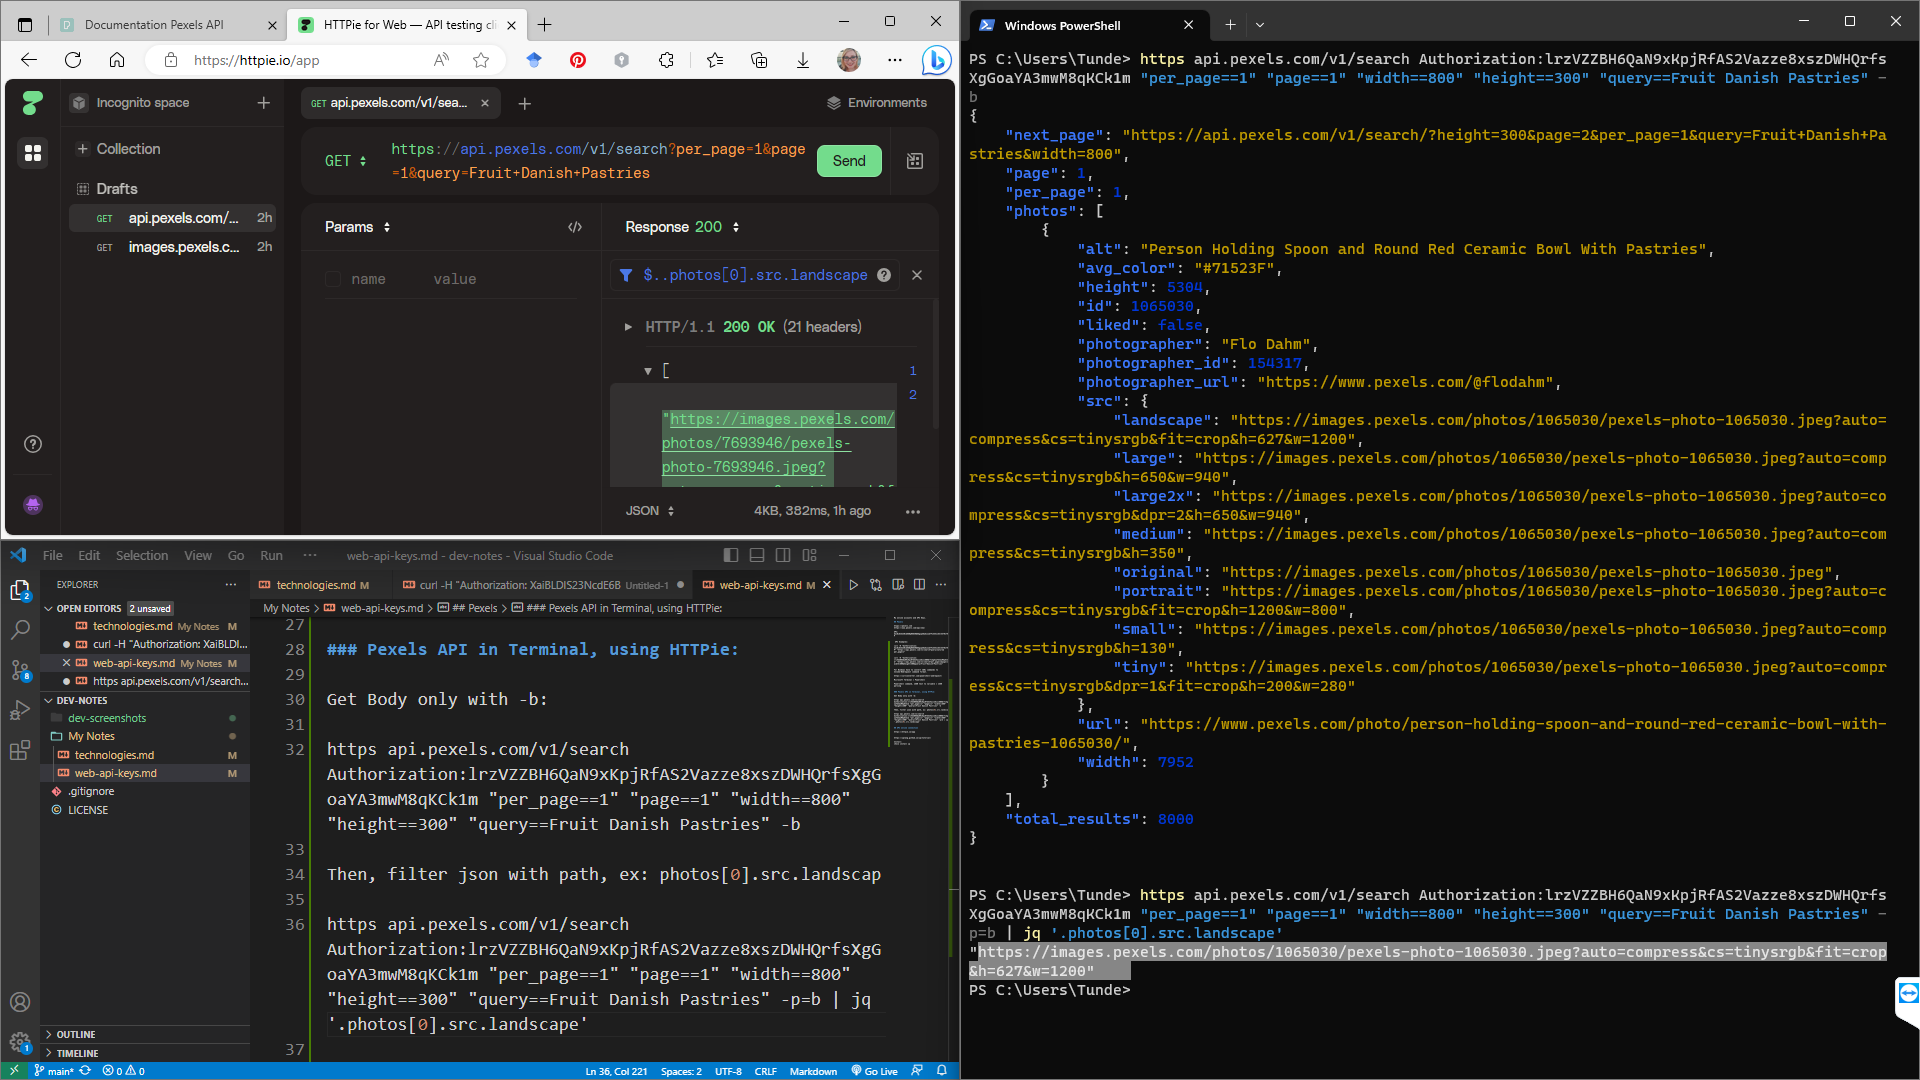 Documentation Pexels API
HTTPie for Web — API testing cli
https://httpie.io/app
Incognito space
Collection
Drafts
GET api.pexels.com/... 2h
GET images.pexels.c... 2h
GET api.pexels.com/v1/sea...
Environments
GET
https://api.pexels.com/v1/search?per_page=1&page
=1&query=Fruit+Danish+Pastries
Send
Params
name value
Response 200
$..photos[0].src.landscape
HTTP/1.1 200 OK (21 headers)
[ 1
2
"https://images.pexels.com/
photos/7693946/pexels-
photo-7693946.jpeg?
JSON
4KB, 382ms, 1h ago
File Edit Selection View Go Run ···
web-api-keys.md - dev-notes - Visual Studio Code
EXPLORER
OPEN EDITORS 2 unsaved
technologies.md My Notes M
curl -H "Authorization: XaiBLDI...
web-api-keys.md My Notes M
https api.pexels.com/v1/search...
DEV-NOTES
dev-screenshots
My Notes
technologies.md M
web-api-keys.md M
.gitignore
LICENSE
OUTLINE
TIMELINE
technologies.md M
curl -H "Authorization: XaiBLDIS23NcdE6B Untitled-1
web-api-keys.md M
My Notes > web-api-keys.md > ## Pexels > ### Pexels API in Terminal, using HTTPie:
27
28 ### Pexels API in Terminal, using HTTPie:
29
30 Get Body only with -b:
31
32 https api.pexels.com/v1/search
Authorization:lrzVZZBH6QaN9xKpjRfAS2Vazze8xszDWHQrfsXgG
oaYA3mwM8qKCk1m "per_page==1" "page==1" "width==800"
"height==300" "query==Fruit Danish Pastries" -b
33
34 Then, filter json with path, ex: photos[0].src.landscap
35
36 https api.pexels.com/v1/search
Authorization:lrzVZZBH6QaN9xKpjRfAS2Vazze8xszDWHQrfsXgG
oaYA3mwM8qKCk1m "per_page==1" "page==1" "width==800"
"height==300" "query==Fruit Danish Pastries" -p=b | jq
'.photos[0].src.landscape'
37
main* 0 0
Ln 36, Col 221 Spaces: 2 UTF-8 CRLF Markdown Go Live
Windows PowerShell
PS C:\Users\Tunde> https api.pexels.com/v1/search Authorization:lrzVZZBH6QaN9xKpjRfAS2Vazze8xszDWHQrfs
XgGoaYA3mwM8qKCk1m "per_page==1" "page==1" "width==800" "height==300" "query==Fruit Danish Pastries" -
b
{
"next_page": "https://api.pexels.com/v1/search/?height=300&page=2&per_page=1&query=Fruit+Danish+Pa
stries&width=800",
"page": 1,
"per_page": 1,
"photos": [
{
"alt": "Person Holding Spoon and Round Red Ceramic Bowl With Pastries",
"avg_color": "#71523F",
"height": 5304,
"id": 1065030,
"liked": false,
"photographer": "Flo Dahm",
"photographer_id": 154317,
"photographer_url": "https://www.pexels.com/@flodahm",
"src": {
"landscape": "https://images.pexels.com/photos/1065030/pexels-photo-1065030.jpeg?auto=
compress&cs=tinysrgb&fit=crop&h=627&w=1200",
"large": "https://images.pexels.com/photos/1065030/pexels-photo-1065030.jpeg?auto=comp
ress&cs=tinysrgb&h=650&w=940",
"large2x": "https://images.pexels.com/photos/1065030/pexels-photo-1065030.jpeg?auto=co
mpress&cs=tinysrgb&dpr=2&h=650&w=940",
"medium": "https://images.pexels.com/photos/1065030/pexels-photo-1065030.jpeg?auto=com
press&cs=tinysrgb&h=350",
"original": "https://images.pexels.com/photos/1065030/pexels-photo-1065030.jpeg",
"portrait": "https://images.pexels.com/photos/1065030/pexels-photo-1065030.jpeg?auto=c
ompress&cs=tinysrgb&fit=crop&h=1200&w=800",
"small": "https://images.pexels.com/photos/1065030/pexels-photo-1065030.jpeg?auto=comp
ress&cs=tinysrgb&h=130",
"tiny": "https://images.pexels.com/photos/1065030/pexels-photo-1065030.jpeg?auto=compr
ess&cs=tinysrgb&dpr=1&fit=crop&h=200&w=280"
},
"url": "https://www.pexels.com/photo/person-holding-spoon-and-round-red-ceramic-bowl-with-
pastries-1065030/",
"width": 7952
}
],
"total_results": 8000
}
PS C:\Users\Tunde> https api.pexels.com/v1/search Authorization:lrzVZZBH6QaN9xKpjRfAS2Vazze8xszDWHQrfs
XgGoaYA3mwM8qKCk1m "per_page==1" "page==1" "width==800" "height==300" "query==Fruit Danish Pastries" -
p=b | jq '.photos[0].src.landscape'
"https://images.pexels.com/photos/1065030/pexels-photo-1065030.jpeg?auto=compress&cs=tinysrgb&fit=crop
&h=627&w=1200"
PS C:\Users\Tunde>